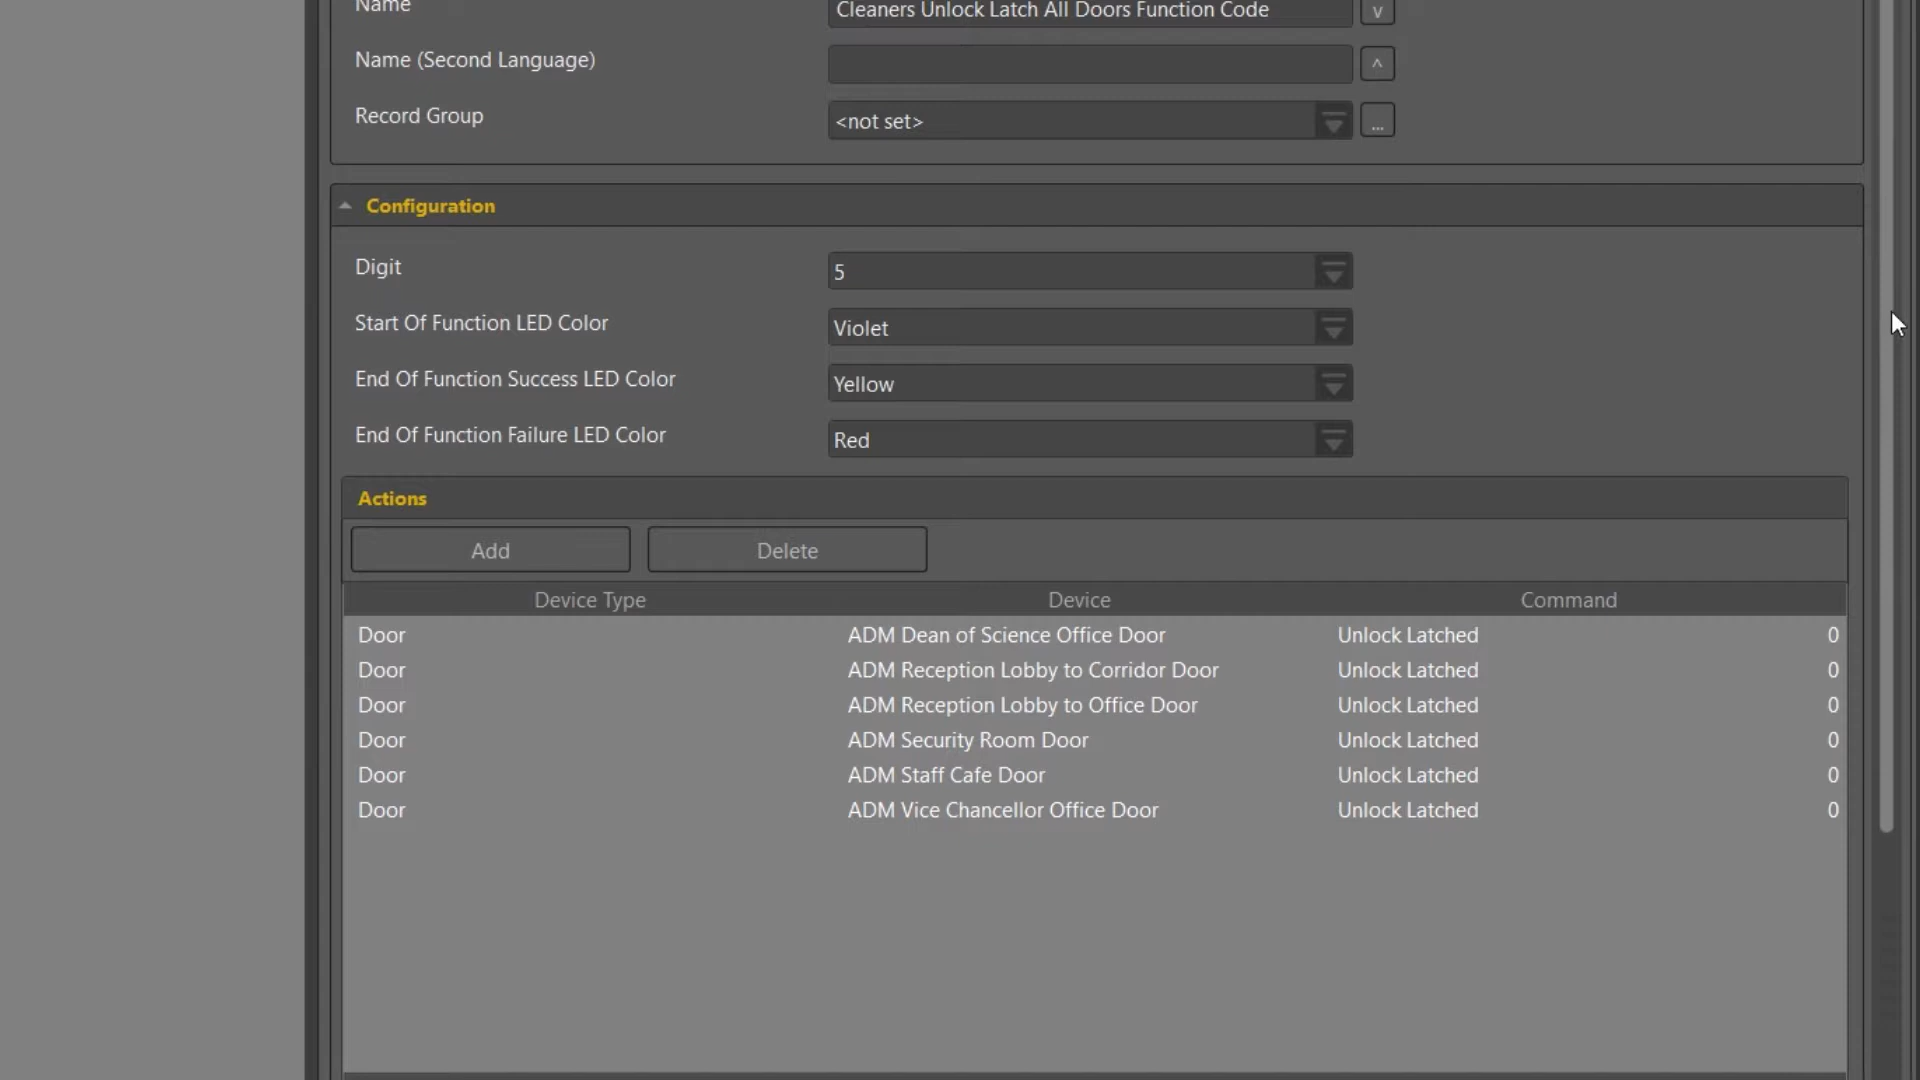 Name
Cleaners Unlock Latch All Doors Function Code
v
Name (Second Language)
^
Record Group
<not set>
...
Configuration
Digit
5
Start Of Function LED Color
Violet
End Of Function Success LED Color
Yellow
End Of Function Failure LED Color
Red
Actions
Add Delete
Device Type Device Command
Door ADM Dean of Science Office Door Unlock Latched 0
Door ADM Reception Lobby to Corridor Door Unlock Latched 0
Door ADM Reception Lobby to Office Door Unlock Latched 0
Door ADM Security Room Door Unlock Latched 0
Door ADM Staff Cafe Door Unlock Latched 0
Door ADM Vice Chancellor Office Door Unlock Latched 0